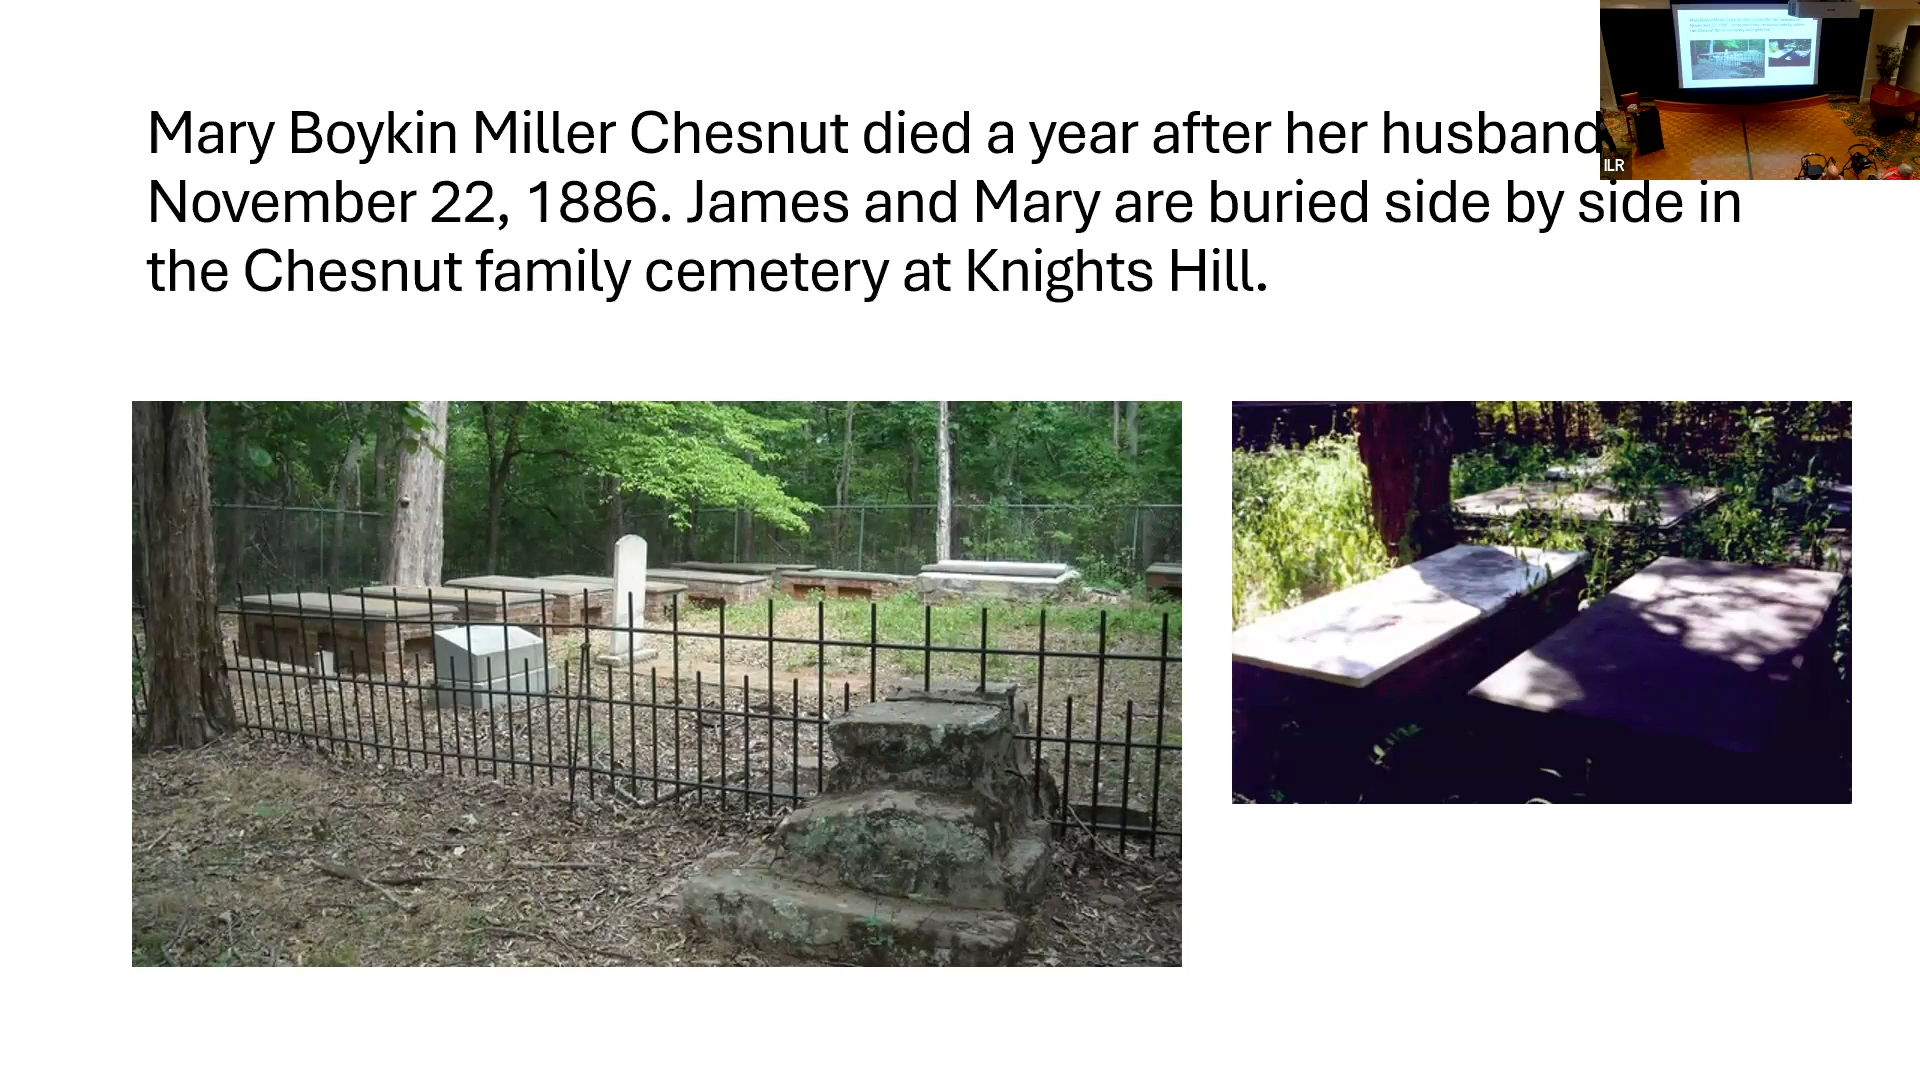 Mary Boykin Miller Chesnut died a year after her husband
November 22, 1886. James and Mary are buried side by side in
the Chesnut family cemetery at Knights Hill.
ILR